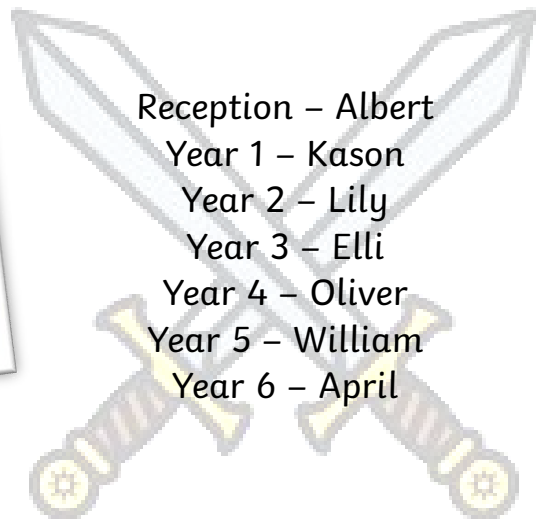 Reception – Albert
Year 1 – Kason
Year 2 – Lily
Year 3 – Elli
Year 4 – Oliver
Year 5 – William
Year 6 – April